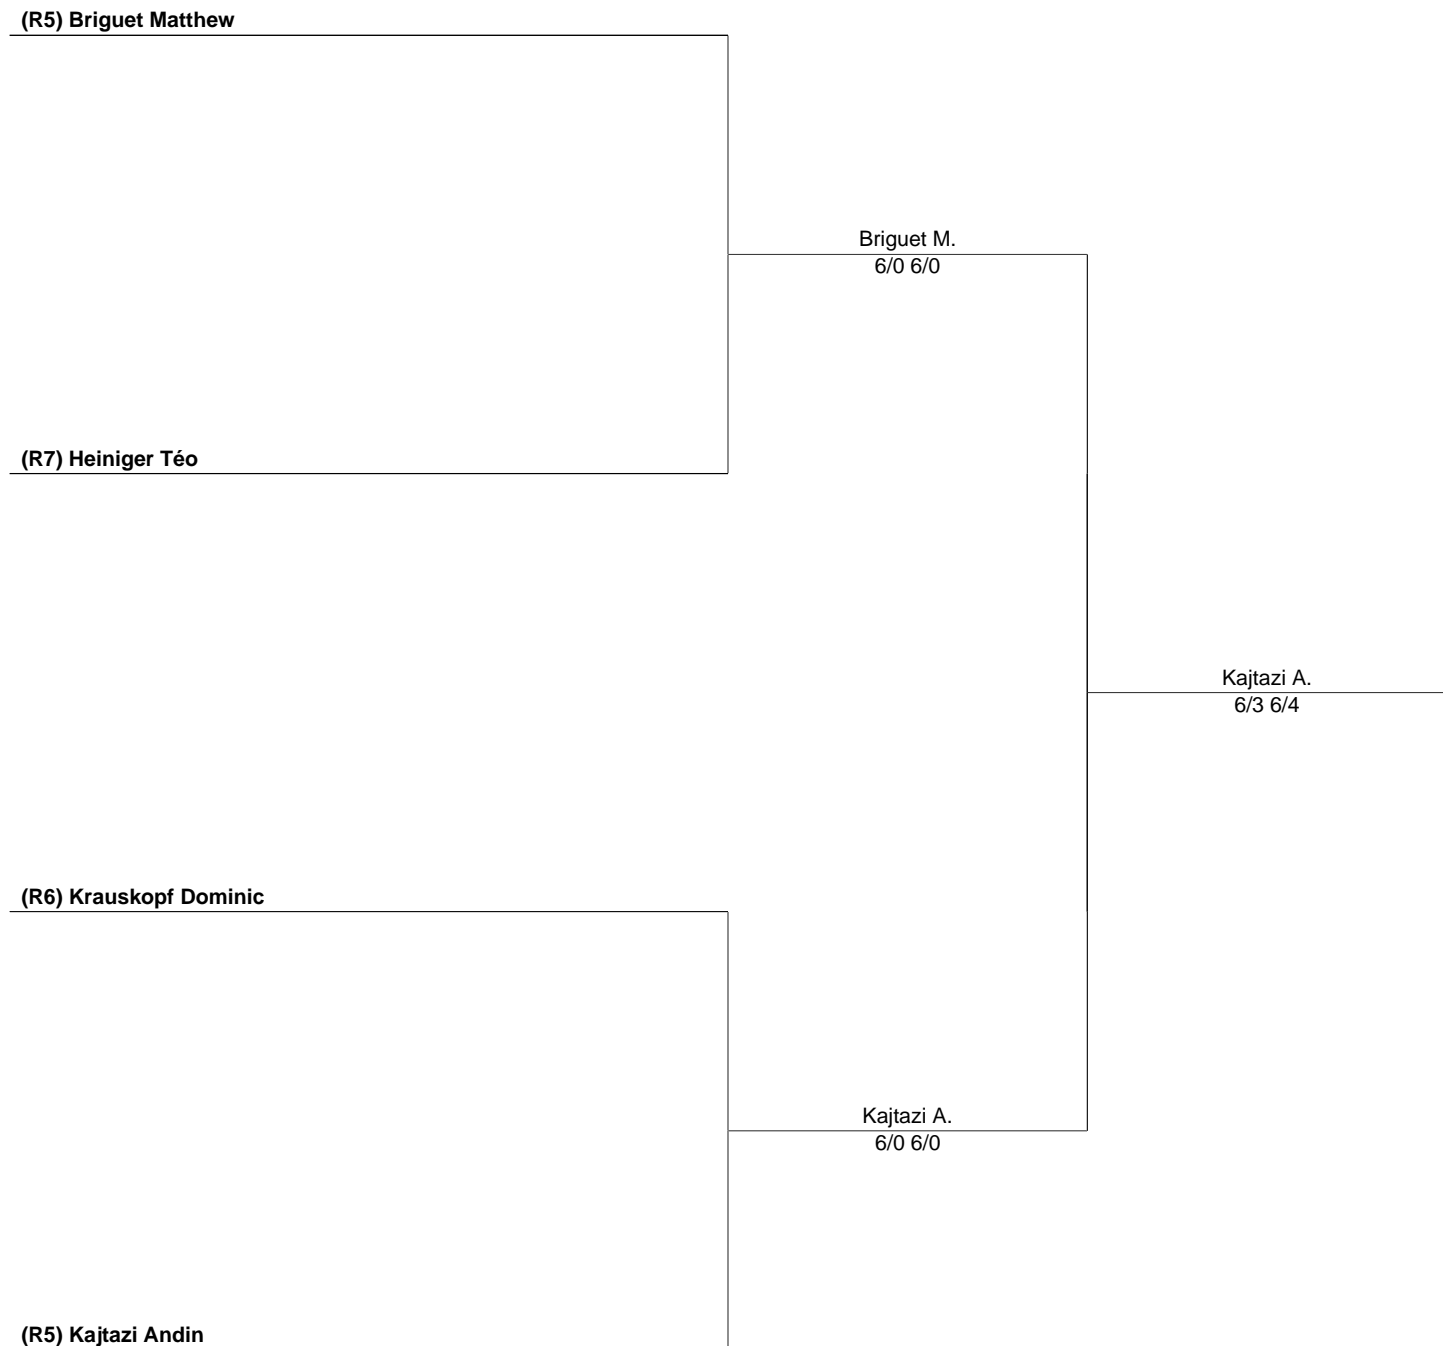 (R5) Briguet Matthew
Briguet M.
6/0 6/0
(R7) Heiniger Téo
Kajtazi A.
6/3 6/4
(R6) Krauskopf Dominic
Kajtazi A.
6/0 6/0
(R5) Kajtazi Andin